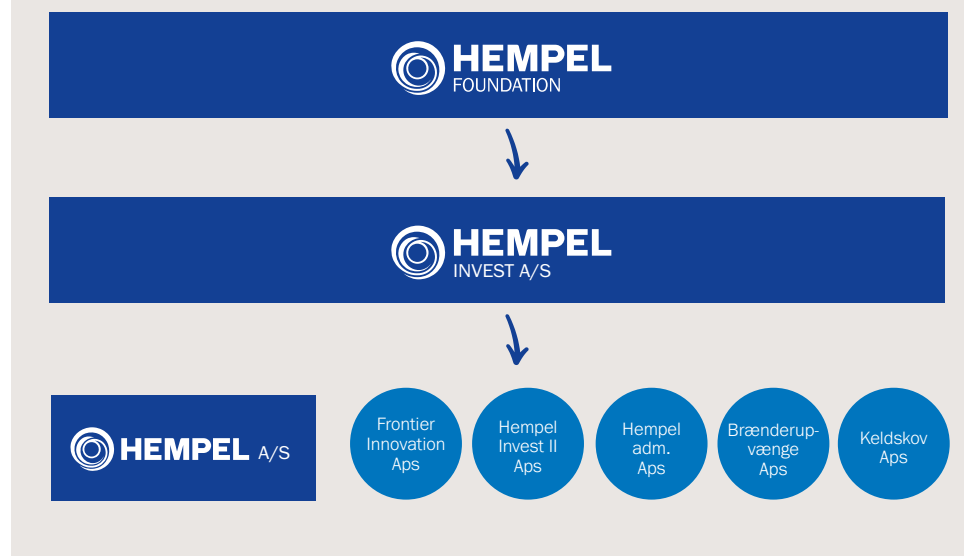 HEMPEL
FOUNDATION
HEMPEL
INVEST A/S
HEMPEL A/S
Frontier
Innovation
Aps
Hempel
Invest II
Aps
Hempel
adm.
Aps
Brænderup-
vænge
Aps
Keldskov
Aps